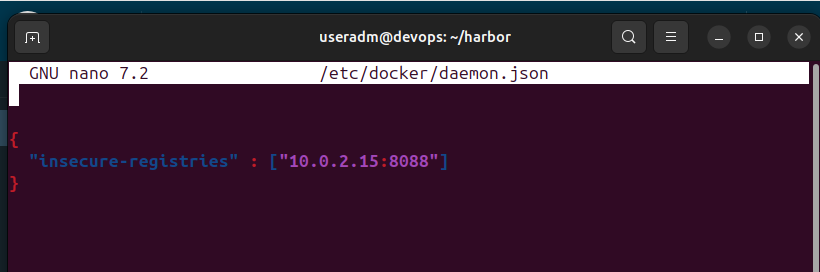 useradm@devops: ~/harbor
GNU nano 7.2 /etc/docker/daemon.json
{
"insecure-registries" : ["10.0.2.15:8088"]
}